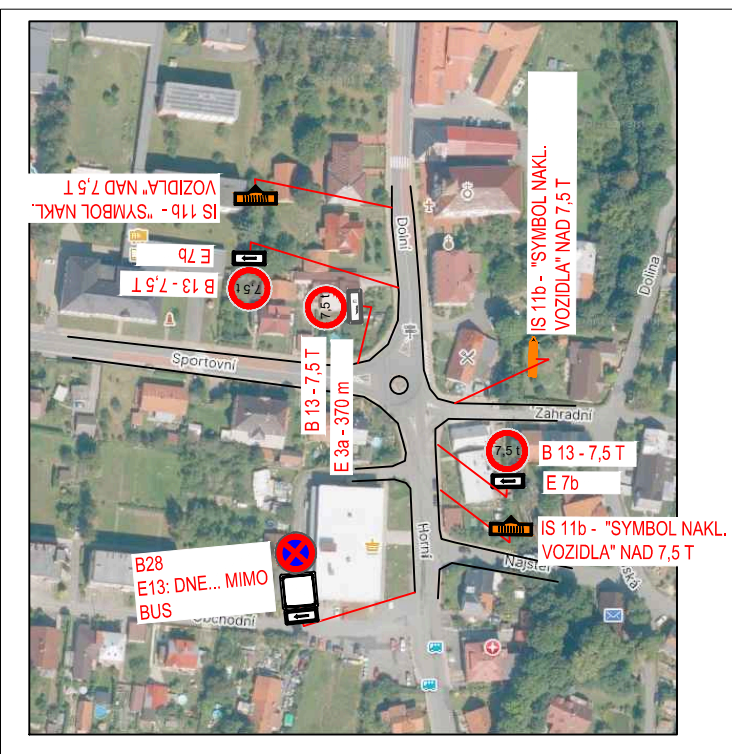 IS 11b - "SYMBOL NAKL.
VOZIDLA" NAD 7,5 T
E 7b
B 13 - 7,5 T
7,5 t
7,5 t
B 13 - 7,5 T
E 3a - 370 m
IS 11b - "SYMBOL NAKL.
VOZIDLA" NAD 7,5 T
Dolní
Dolina
Sportovní
Zahradní
7,5 t
B 13 - 7,5 T
E 7b
IS 11b - "SYMBOL NAKL.
VOZIDLA" NAD 7,5 T
Horní
B28
E13: DNE... MIMO
BUS